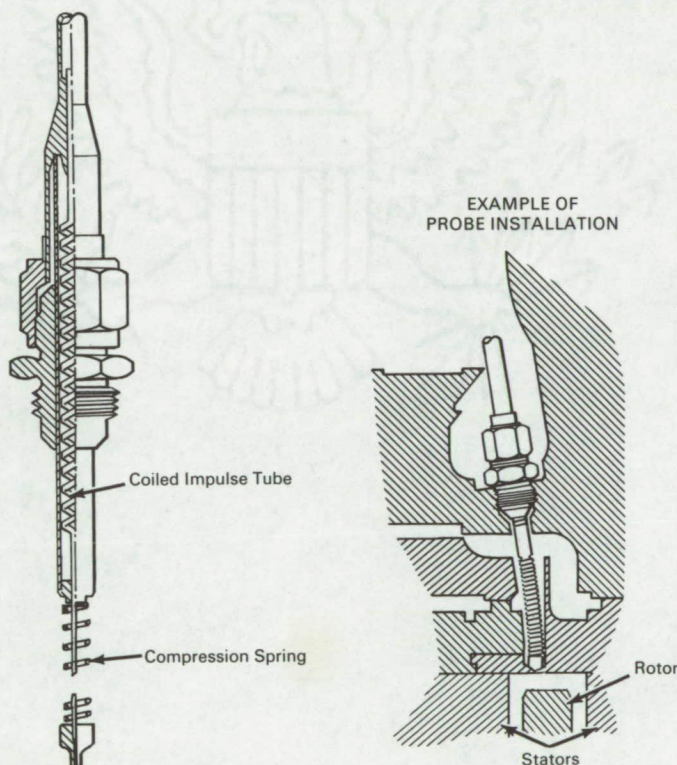 EXAMPLE OF
PROBE INSTALLATION
Coiled Impulse Tube
Compression Spring
Rotor
Stators